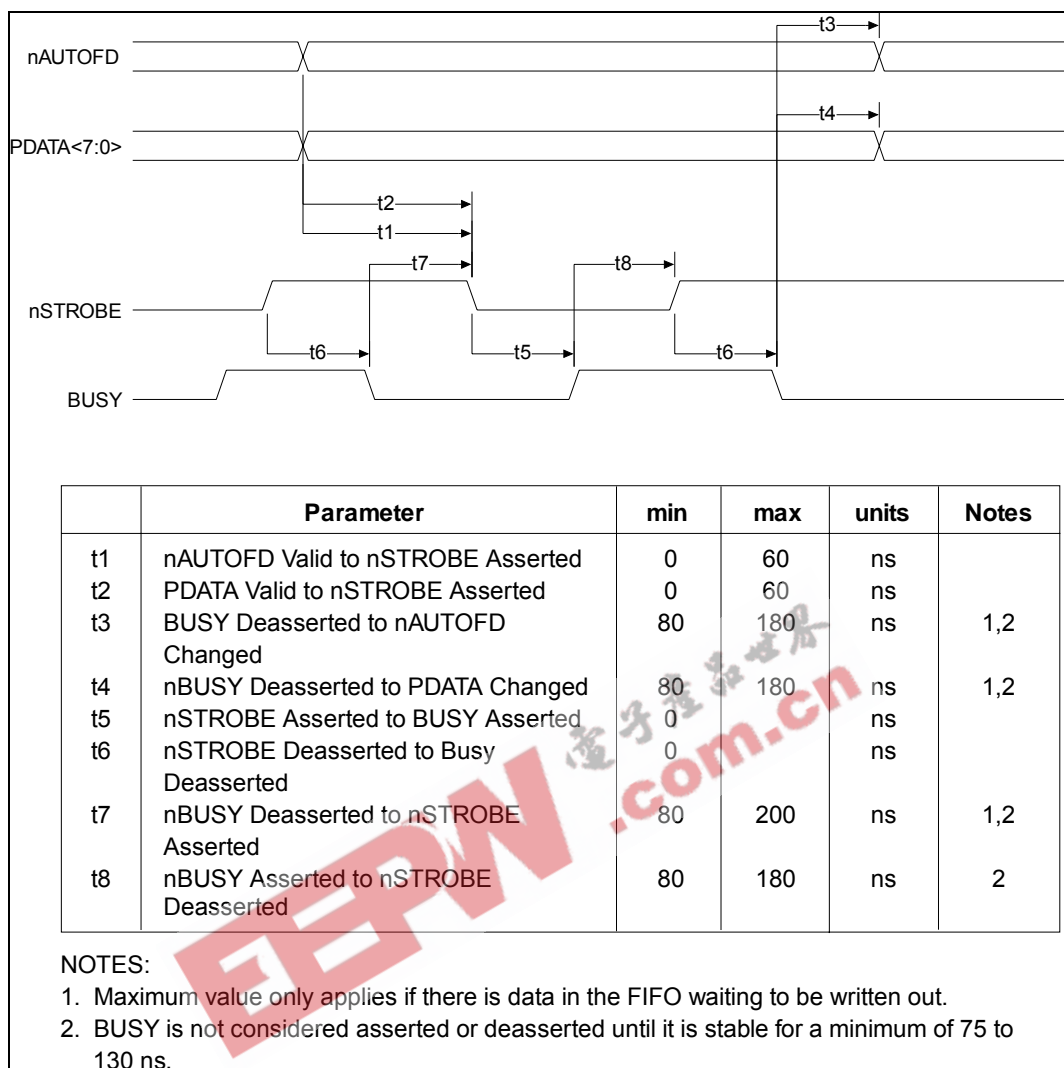 t3
nAUTOFD
t4
PDATA<7:0>
t2
t1
t7
t8
nSTROBE
t6
t5
t6
BUSY
Parameter min max units Notes
t1 nAUTOFD Valid to nSTROBE Asserted 0 60 ns
t2 PDATA Valid to nSTROBE Asserted 0 60 ns
t3 BUSY Deasserted to nAUTOFD 80 180 ns 1,2
Changed
t4 nBUSY Deasserted to PDATA Changed 80 180 ns 1,2
t5 nSTROBE Asserted to BUSY Asserted 0 ns
t6 nSTROBE Deasserted to Busy 0 ns
Deasserted
t7 nBUSY Deasserted to nSTROBE 80 200 ns 1,2
Asserted
t8 nBUSY Asserted to nSTROBE 80 180 ns 2
Deasserted
EEPW .com.cn
電子產品世界
NOTES:
1. Maximum value only applies if there is data in the FIFO waiting to be written out.
2. BUSY is not considered asserted or deasserted until it is stable for a minimum of 75 to
130 ns.